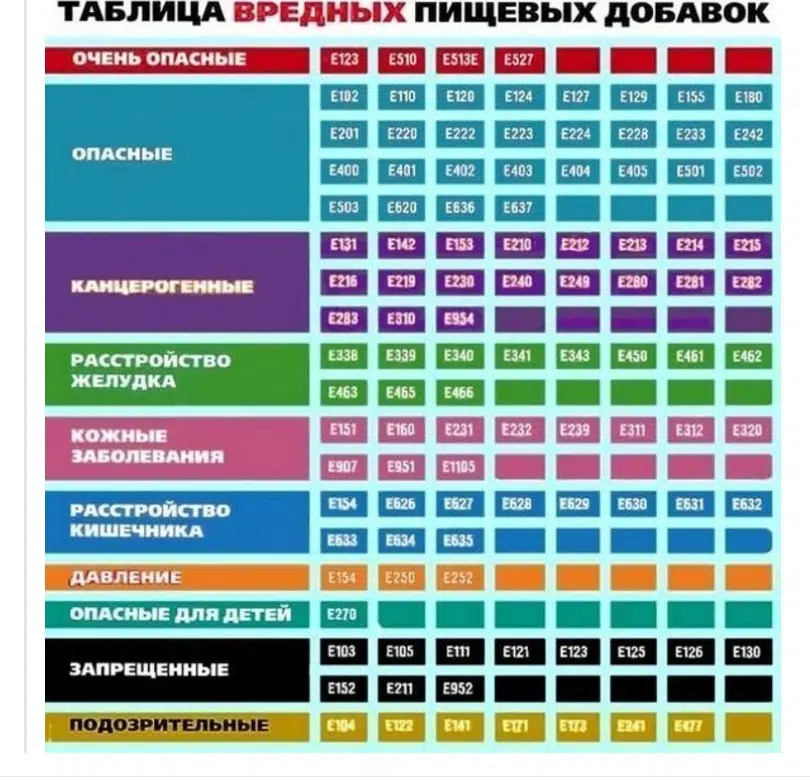 ТАБЛИЦА ВРЕДНЫХ ПИЩЕВЫХ ДОБАВОК
ОЧЕНЬ ОПАСНЫЕ E123 E510 E513E E527
ОПАСНЫЕ
E102 E110 E120 E124 E127 E129 E155 E180
E201 E220 E222 E223 E224 E228 E233 E242
E400 E401 E402 E403 E404 E405 E501 E502
E503 E620 E636 E637
КАНЦЕРОГЕННЫЕ
E131 E142 E153 E210 E212 E213 E214 E215
E216 E219 E230 E240 E249 E280 E281 E282
E283 E310 E954
РАССТРОЙСТВО
ЖЕЛУДКА
E338 E339 E340 E341 E343 E450 E461 E462
E463 E465 E466
КОЖНЫЕ
ЗАБОЛЕВАНИЯ
E151 E160 E231 E232 E239 E311 E312 E320
E907 E951 E1105
РАССТРОЙСТВО
КИШЕЧНИКА
E154 E626 E627 E628 E629 E630 E631 E632
E633 E634 E635
ДАВЛЕНИЕ E154 E250 E252
ОПАСНЫЕ ДЛЯ ДЕТЕЙ E270
ЗАПРЕЩЕННЫЕ
E103 E105 E111 E121 E123 E125 E126 E130
E152 E211 E952
ПОДОЗРИТЕЛЬНЫЕ E104 E122 E141 E171 E173 E241 E477